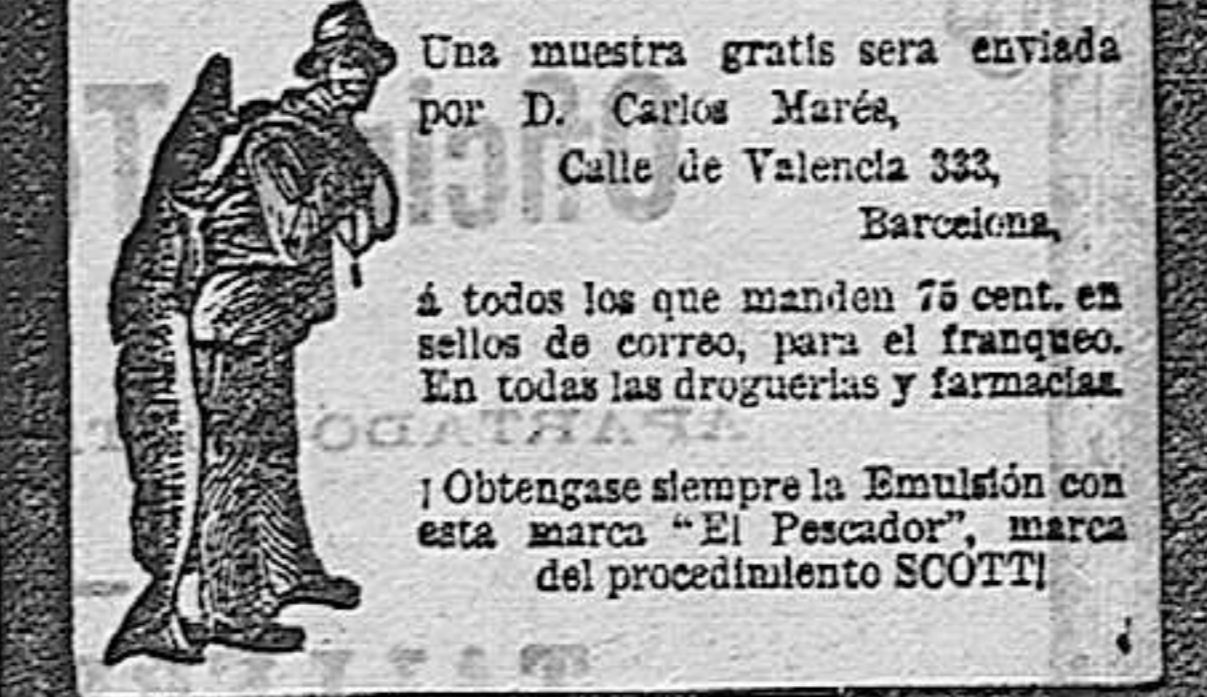 Una muestra gratis sera enviada
por D. Carlos Marés,
Calle de Valencia 333,
Barcelona,
á todos los que manden 75 cent. en
sellos de correo, para el franqueo.
En todas las droguerias y farmacias.
¡Obtengase siempre la Emulsión con
esta marca “El Pescador”, marca
del procedimiento SCOTT!